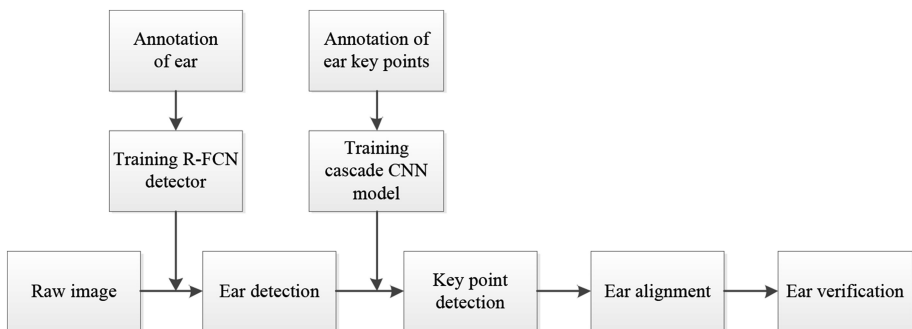 Annotation
of ear
Annotation of
ear key points
Training R-FCN
detector
Training
cascade CNN
model
Raw image
Ear detection
Key point
detection
Ear alignment
Ear verification